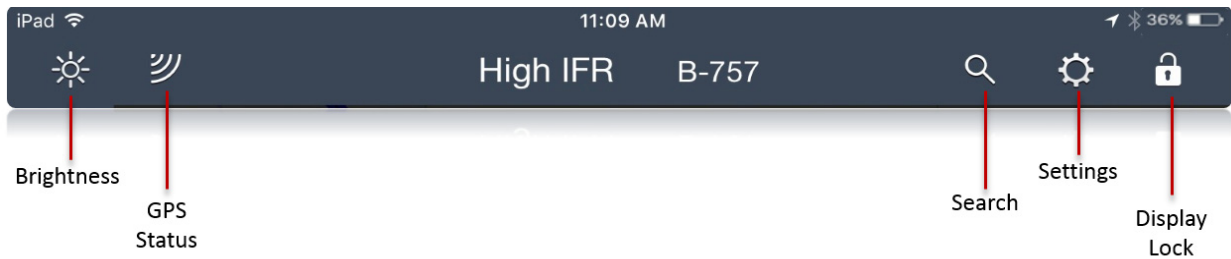 iPad 11:09 AM 36%
High IFR B-757
Brightness
GPS
Status
Search
Settings
Display
Lock